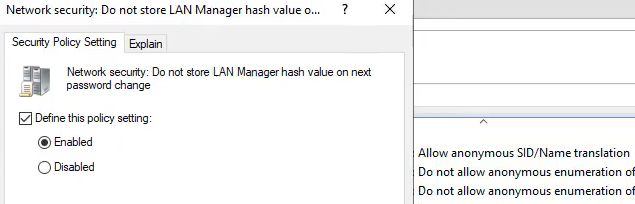 Network security: Do not store LAN Manager hash value o...
?
Security Policy Setting
Explain
Network security: Do not store LAN Manager hash value on next
password change
Define this policy setting:
Enabled
Disabled
Allow anonymous SID/Name translation
Do not allow anonymous enumeration of
Do not allow anonymous enumeration of